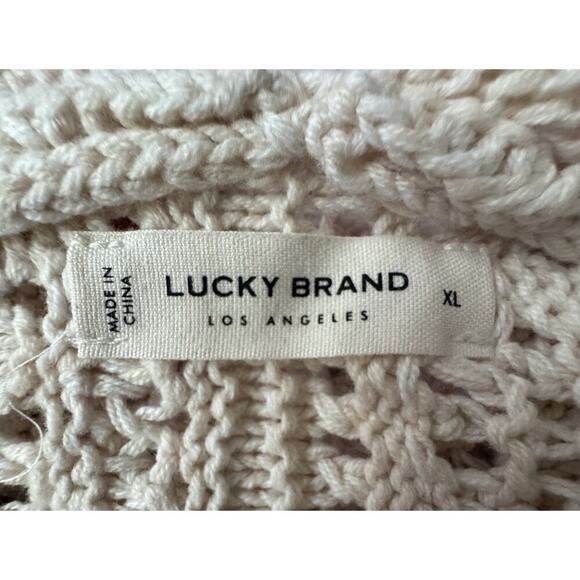 MADE IN
CHINA
LUCKY BRAND
LOS ANGELES
XL